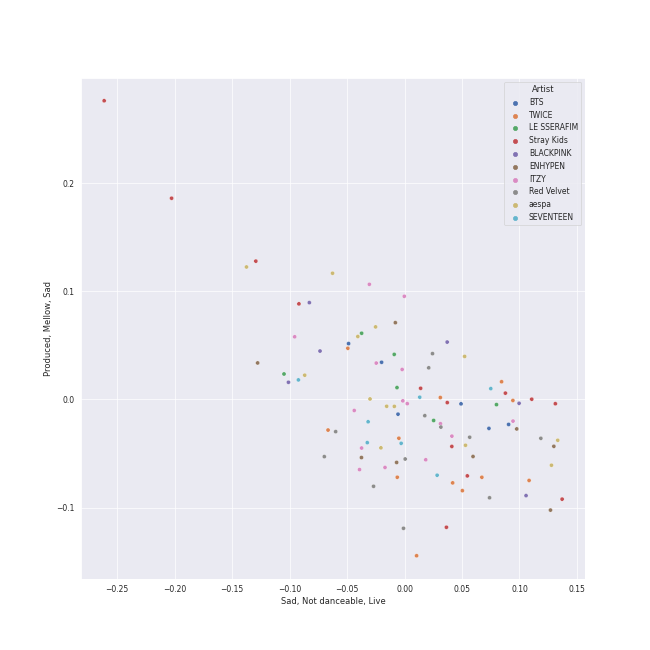 Artist
BTS
TWICE
LE SSERAFIM
Stray Kids
BLACKPINK
ENHYPEN
ITZY
Red Velvet
aespa
SEVENTEEN
Produced, Mellow, Sad
0.2
0.1
0.0
−0.1
−0.25 −0.20 −0.15 −0.10 −0.05 0.00 0.05 0.10 0.15
Sad, Not danceable, Live